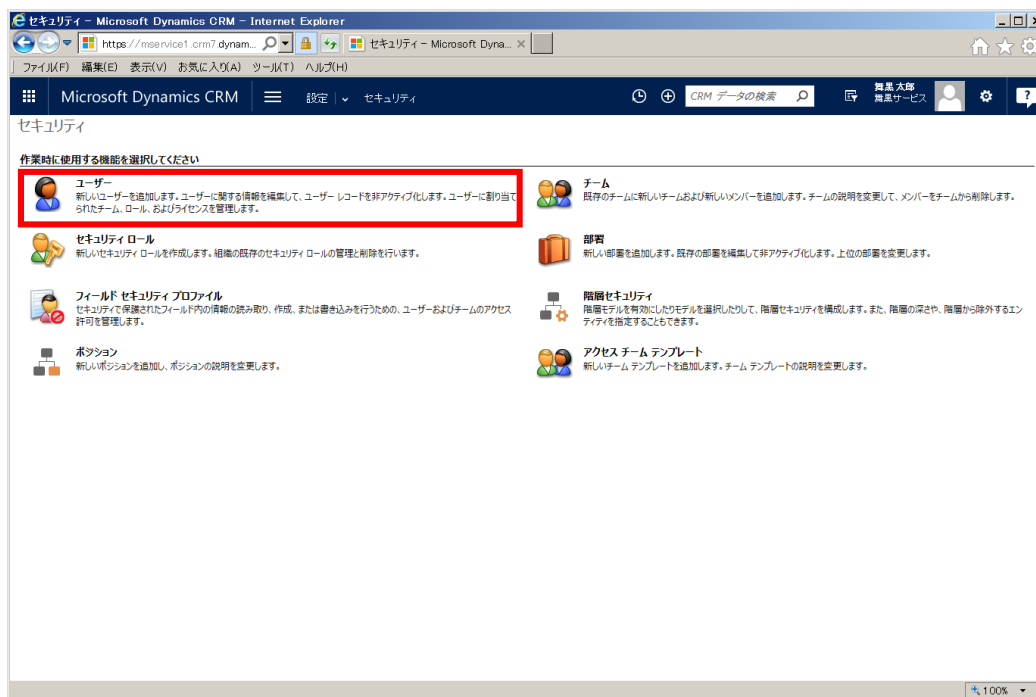 セキュリティ - Microsoft Dynamics CRM - Internet Explorer
https://mservice1.crm7.dynam...
セキュリティ - Microsoft Dyna...
ファイル(F) 編集(E) 表示(V) お気に入り(A) ツール(T) ヘルプ(H)
Microsoft Dynamics CRM 設定 セキュリティ CRM データの検索 舞黒 太郎
舞黒サービス
?
セキュリティ
作業時に使用する機能を選択してください
ユーザー
新しいユーザーを追加します。ユーザーに関する情報を編集して、ユーザー レコードを非アクティブ化します。ユーザーに割り当て
られたチーム、ロール、およびライセンスを管理します。
チーム
既存のチームに新しいチームおよび新しいメンバーを追加します。チームの説明を変更して、メンバーをチームから削除します。
セキュリティ ロール
新しいセキュリティ ロールを作成します。組織の既存のセキュリティ ロールの管理と削除を行います。
部署
新しい部署を追加します。既存の部署を編集して非アクティブ化します。上位の部署を変更します。
フィールド セキュリティ プロファイル
セキュリティで保護されたフィールド内の情報の読み取り、作成、または書き込みを行うための、ユーザーおよびチームのアクセス
許可を管理します。
階層セキュリティ
階層モデルを有効にしたりモデルを選択したりして、階層セキュリティを構成します。また、階層の深さや、階層から除外するエン
ティティを指定することもできます。
ポジション
新しいポジションを追加し、ポジションの説明を変更します。
アクセス チーム テンプレート
新しいチーム テンプレートを追加します。チーム テンプレートの説明を変更します。
100%